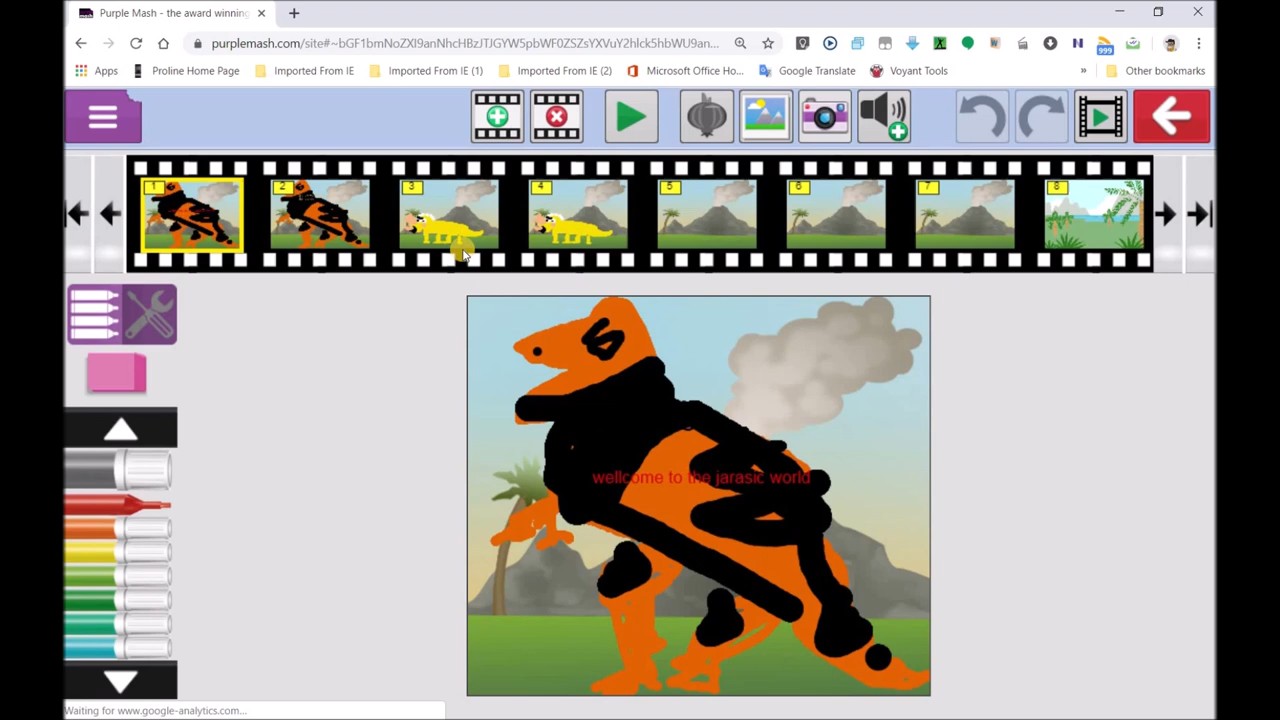 Purple Mash - the award winning
purplemash.com/site#~bGF1bmNoZXI9anNhcHBzJTJGYW5pbWF0ZSZsYXVuY2hlck5hbWU9an...
999
Apps
Proline Home Page
Imported From IE
Imported From IE (1)
Imported From IE (2)
Microsoft Office Ho...
Google Translate
Voyant Tools
»
Other bookmarks
1
2
3
4
5
6
7
8
wellcome to the jarasic world
Waiting for www.google-analytics.com...